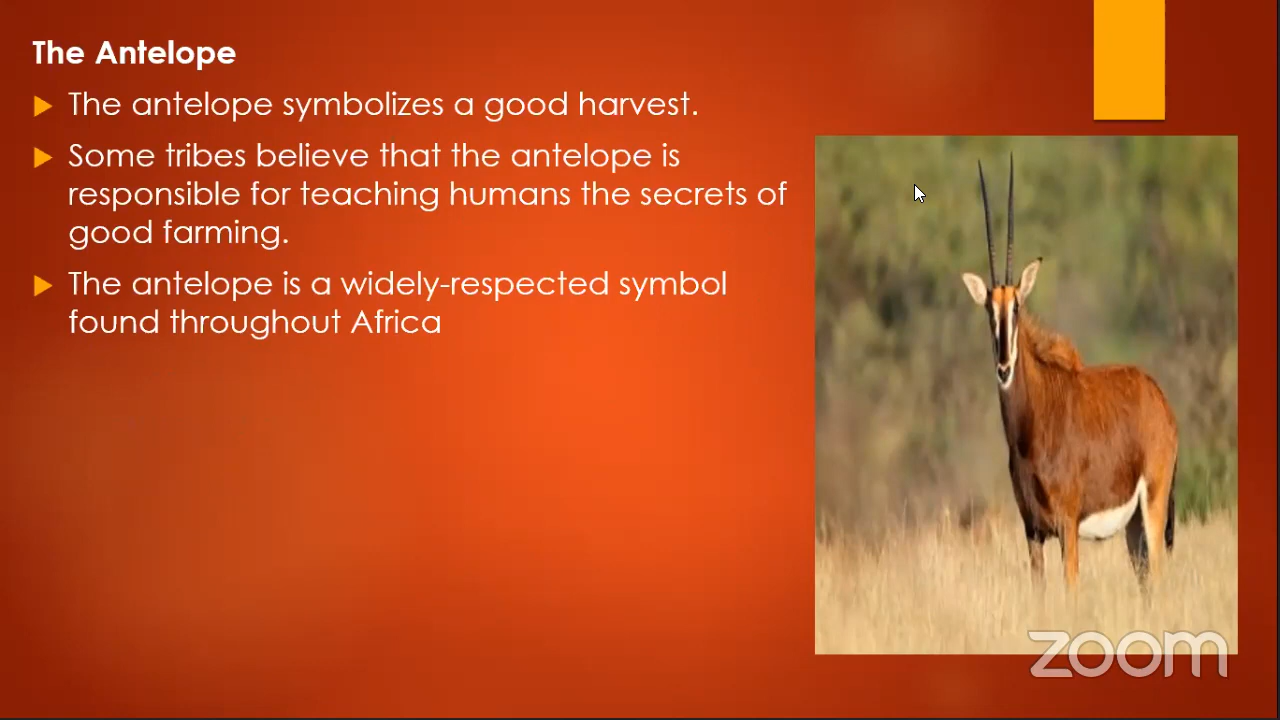 The Antelope
The antelope symbolizes a good harvest.
Some tribes believe that the antelope is
responsible for teaching humans the secrets of
good farming.
The antelope is a widely-respected symbol
found throughout Africa
zoom